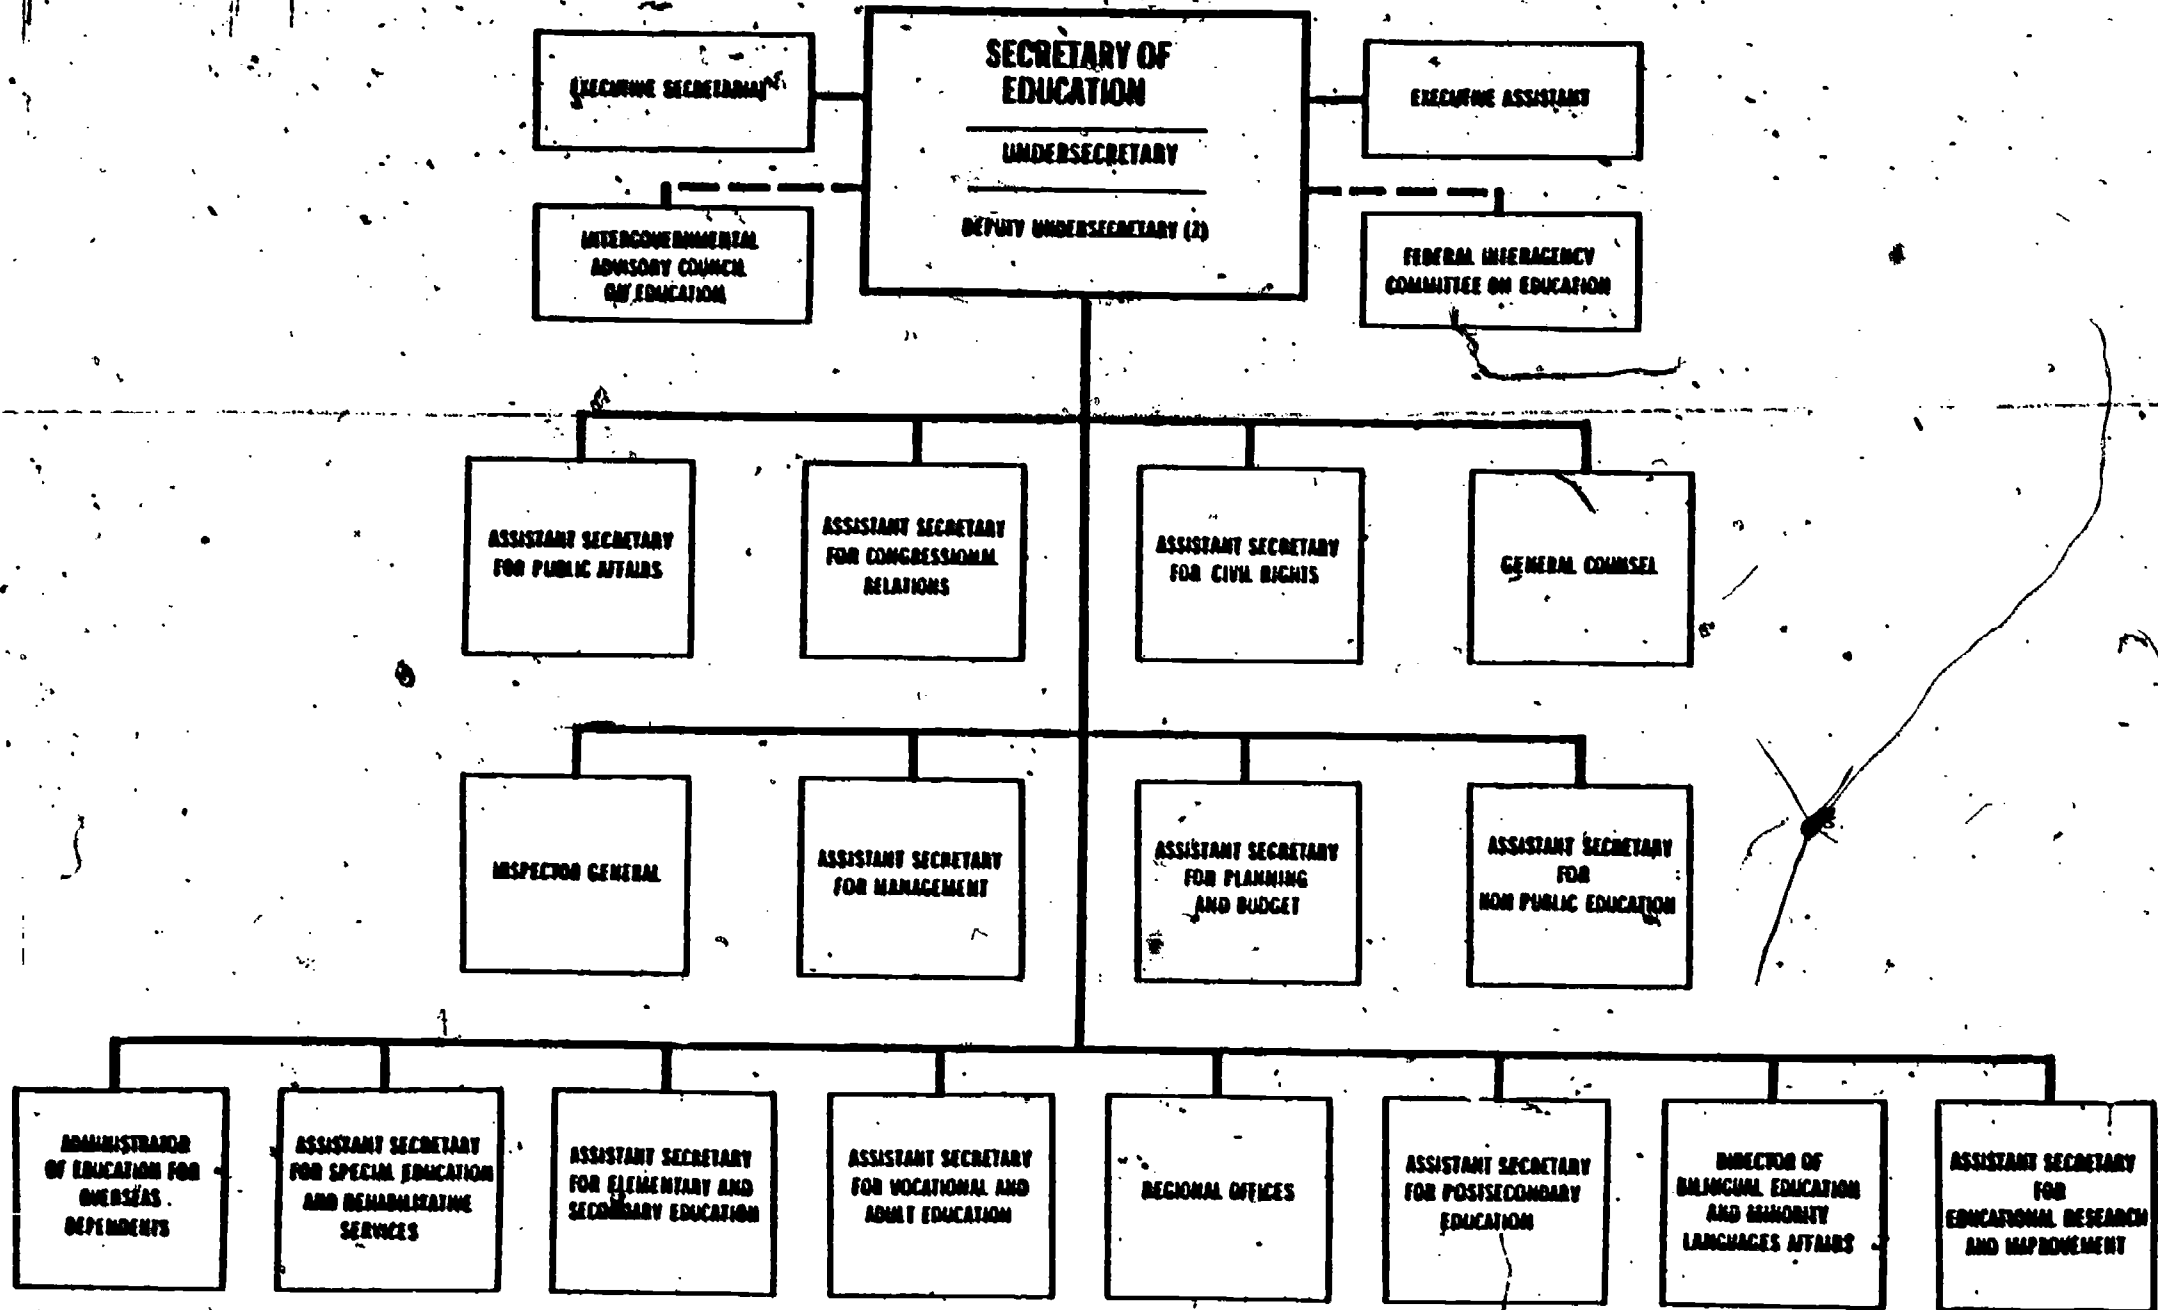 EXECUTIVE SECRETARIAT
SECRETARY OF
EDUCATION
UNDERSECRETARY
DEPUTY UNDERSECRETARY (2)
EXECUTIVE ASSISTANT
INTERGOVERNMENTAL
ADVISORY COUNCIL
ON EDUCATION
FEDERAL INTERAGENCY
COMMITTEE ON EDUCATION
ASSISTANT SECRETARY
FOR PUBLIC AFFAIRS
ASSISTANT SECRETARY
FOR CONGRESSIONAL
RELATIONS
ASSISTANT SECRETARY
FOR CIVIL RIGHTS
GENERAL COUNSEL
INSPECTOR GENERAL
ASSISTANT SECRETARY
FOR MANAGEMENT
ASSISTANT SECRETARY
FOR PLANNING
AND BUDGET
ASSISTANT SECRETARY
FOR
NON PUBLIC EDUCATION
ADMINISTRATOR
OF EDUCATION FOR
OVERSEAS
DEPENDENTS
ASSISTANT SECRETARY
FOR SPECIAL EDUCATION
AND REHABILITATIVE
SERVICES
ASSISTANT SECRETARY
FOR ELEMENTARY AND
SECONDARY EDUCATION
ASSISTANT SECRETARY
FOR VOCATIONAL AND
ADULT EDUCATION
REGIONAL OFFICES
ASSISTANT SECRETARY
FOR POSTSECONDARY
EDUCATION
DIRECTOR OF
BILINGUAL EDUCATION
AND MINORITY
LANGUAGES AFFAIRS
ASSISTANT SECRETARY
FOR
EDUCATIONAL RESEARCH
AND IMPROVEMENT